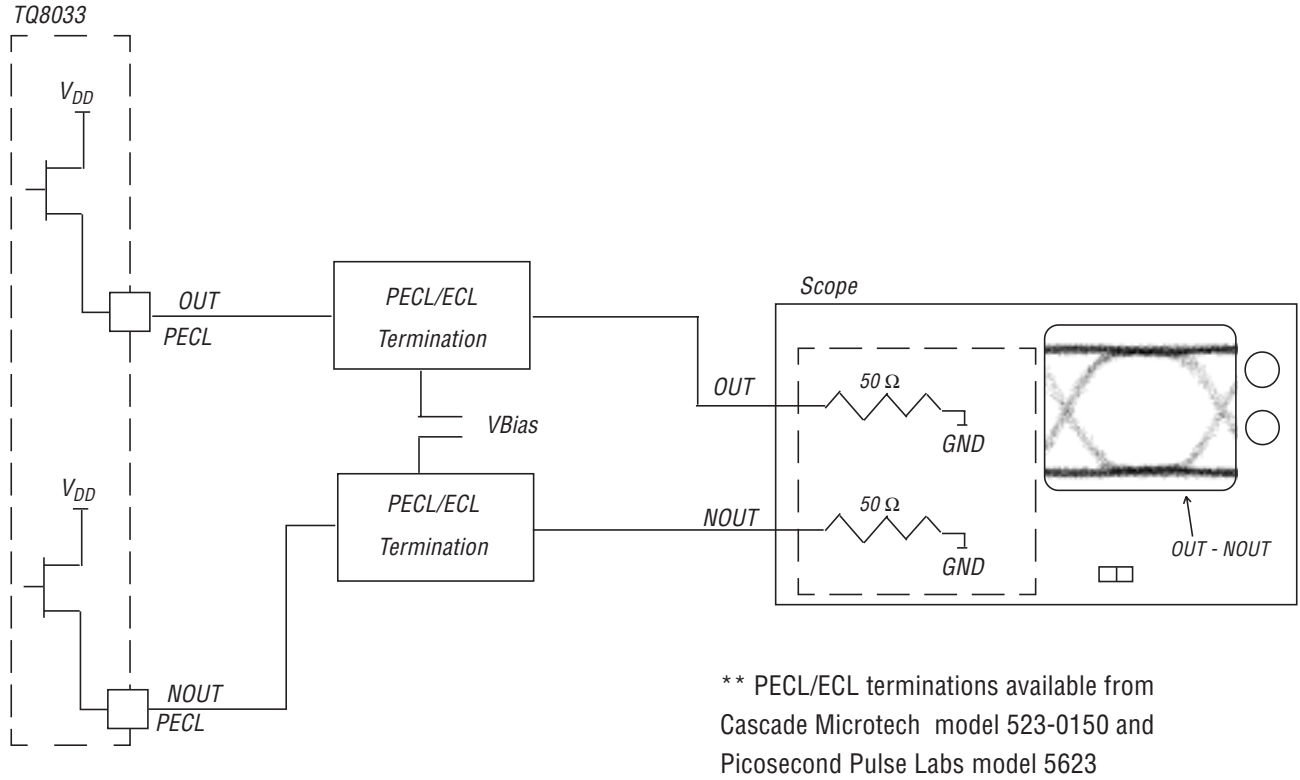 TQ8033
VDD
OUT
PECL
PECL/ECL
Termination
VBias
PECL/ECL
Termination
VDD
NOUT
PECL
Scope
OUT
50 Ω
GND
NOUT
50 Ω
GND
OUT - NOUT
** PECL/ECL terminations available from
Cascade Microtech model 523-0150 and
Picosecond Pulse Labs model 5623